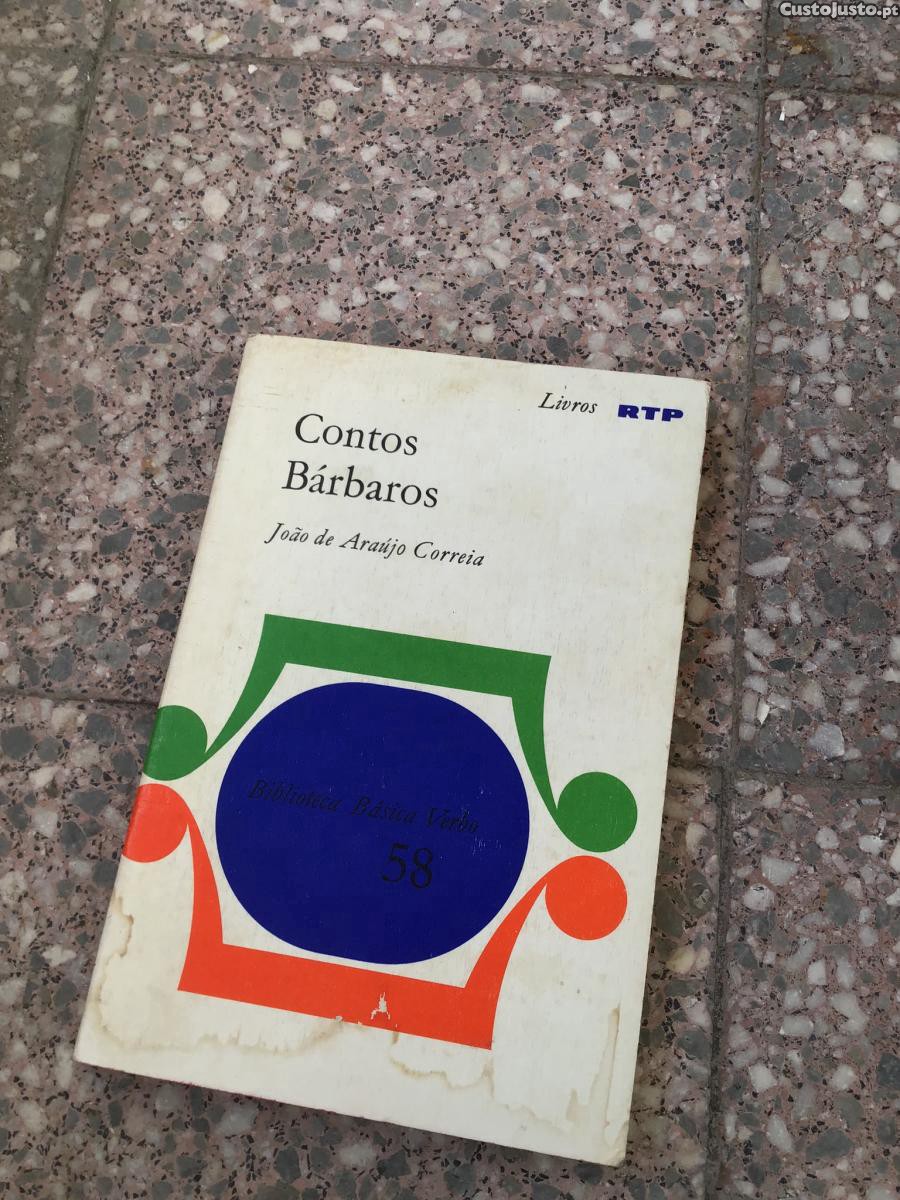 CustoJusto.pt
Livros RTP
Contos
Bárbaros
João de Araújo Correia
Biblioteca Básica Verbo
58